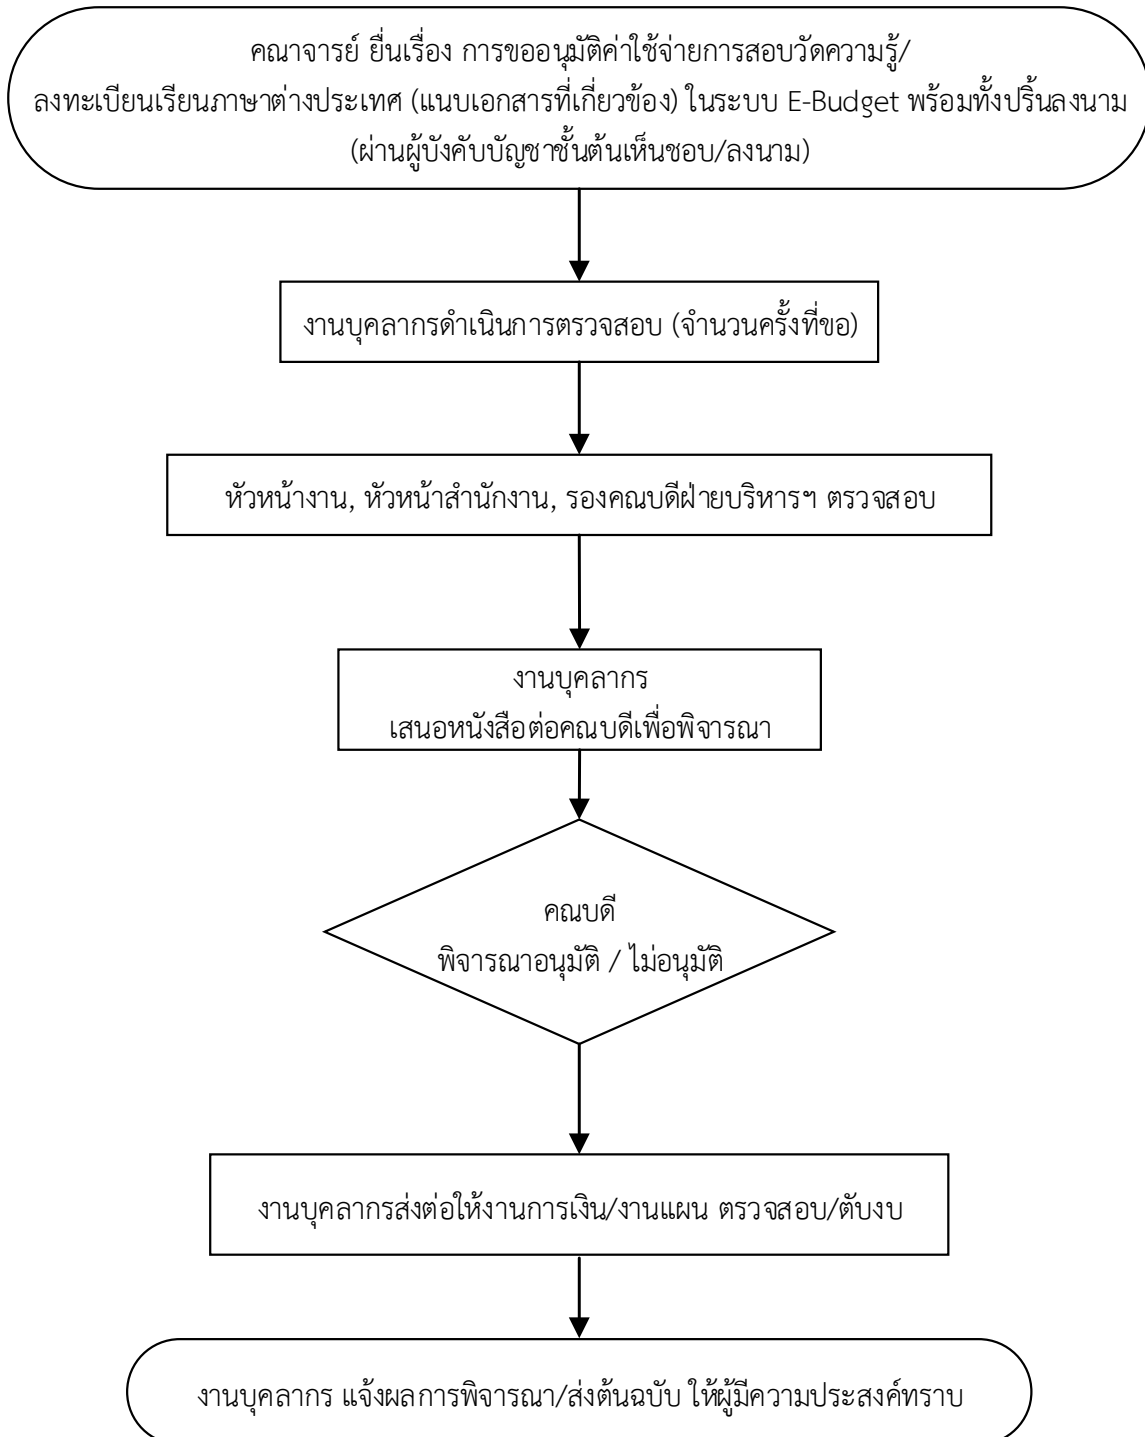 คณาจารย์ ยื่นเรื่อง การขออนุมัติค่าใช้จ่ายการสอบวัดความรู้/
ลงทะเบียนเรียนภาษาต่างประเทศ (แนบเอกสารที่เกี่ยวข้อง) ในระบบ E-Budget พร้อมทั้งปริ้นลงนาม
(ผ่านผู้บังคับบัญชาชั้นต้นเห็นชอบ/ลงนาม)
งานบุคลากรดำเนินการตรวจสอบ (จำนวนครั้งที่ขอ)
หัวหน้างาน, หัวหน้าสำนักงาน, รองคณบดีฝ่ายบริหารฯ ตรวจสอบ
งานบุคลากร
เสนอหนังสือต่อคณบดีเพื่อพิจารณา
คณบดี
พิจารณาอนุมัติ / ไม่อนุมัติ
งานบุคลากรส่งต่อให้งานการเงิน/งานแผน ตรวจสอบ/ตับงบ
งานบุคลากร แจ้งผลการพิจารณา/ส่งต้นฉบับ ให้ผู้มีความประสงค์ทราบ